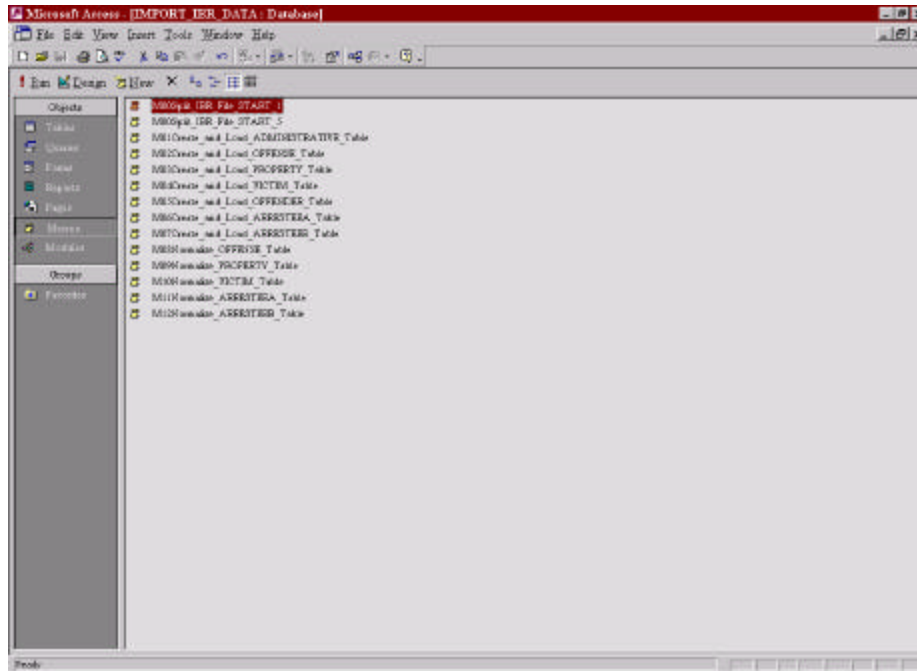 Microsoft Access - [IMPORT_IBR_DATA : Database]
File Edit View Insert Tools Window Help
Run Design New
Objects
Tables
Queries
Forms
Reports
Pages
Macros
Modules
Groups
Favorites
M00Split_IBR_File_START_1
M00Split_IBR_File_START_5
M01Create_and_Load_ADMINISTRATIVE_Table
M02Create_and_Load_OFFENSE_Table
M03Create_and_Load_PROPERTY_Table
M04Create_and_Load_VICTIM_Table
M05Create_and_Load_OFFENDER_Table
M06Create_and_Load_ARRESTEEA_Table
M07Create_and_Load_ARRESTEEB_Table
M08Normalize_OFFENSE_Table
M09Normalize_PROPERTY_Table
M10Normalize_VICTIM_Table
M11Normalize_ARRESTEEA_Table
M12Normalize_ARRESTEEB_Table
Ready